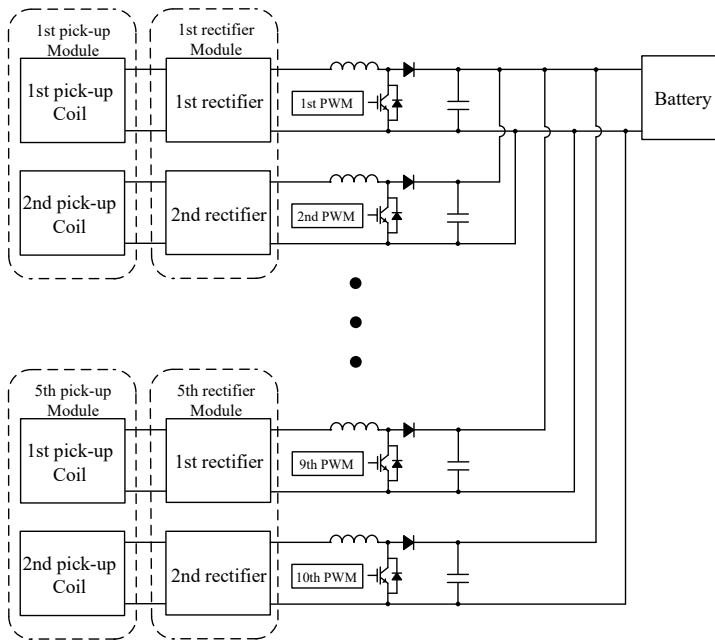 1st pick-up
Module
1st rectifier
Module
1st pick-up
Coil
1st rectifier
1st PWM
Battery
2nd pick-up
Coil
2nd rectifier
2nd PWM
5th pick-up
Module
5th rectifier
Module
1st pick-up
Coil
1st rectifier
9th PWM
2nd pick-up
Coil
2nd rectifier
10th PWM